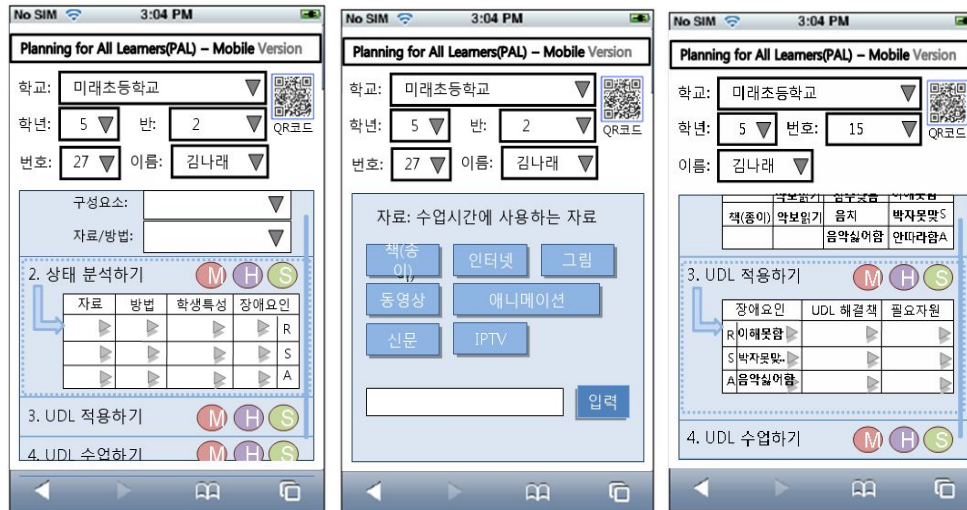 No SIM 3:04 PM
Planning for All Learners(PAL) – Mobile Version
학교: 미래초등학교
학년: 5 반: 2 QR코드
번호: 27 이름: 김나래
구성요소:
자료/방법:
2. 상태 분석하기 M H S
자료 방법 학생특성 장애요인
R
S
A
3. UDL 적용하기 M H S
4. UDL 수업하기 M H S
No SIM 3:04 PM
Planning for All Learners(PAL) – Mobile Version
학교: 미래초등학교
학년: 5 반: 2 QR코드
번호: 27 이름: 김나래
자료: 수업시간에 사용하는 자료
책(종이) 인터넷 그림
동영상 애니메이션
신문 IPTV
입력
No SIM 3:04 PM
Planning for All Learners(PAL) – Mobile Version
학교: 미래초등학교
학년: 5 번호: 15 QR코드
이름: 김나래
악보읽기
책(종이) 악보읽기 음치 박자못맞S
음악싫어함 안따라함A
3. UDL 적용하기 M H S
장애요인 UDL 해결책 필요자원
R 이해못함
S 박자못맞..
A 음악싫어함
4. UDL 수업하기 M H S